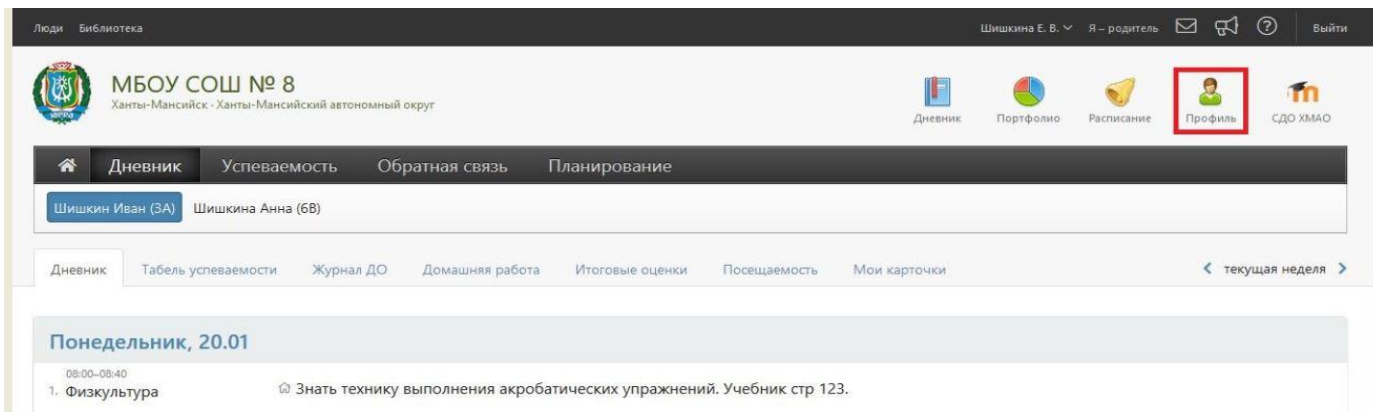 Люди Библиотека Шишкина Е. В. Я – родитель Выйти
МБОУ СОШ № 8
Ханты-Мансийск · Ханты-Мансийский автономный округ
Дневник Портфолио Расписание Профиль СДО ХМАО
Дневник Успеваемость Обратная связь Планирование
Шишкин Иван (3А) Шишкина Анна (6В)
Дневник Табель успеваемости Журнал ДО Домашняя работа Итоговые оценки Посещаемость Мои карточки текущая неделя
Понедельник, 20.01
08:00–08:40
1. Физкультура Знать технику выполнения акробатических упражнений. Учебник стр 123.